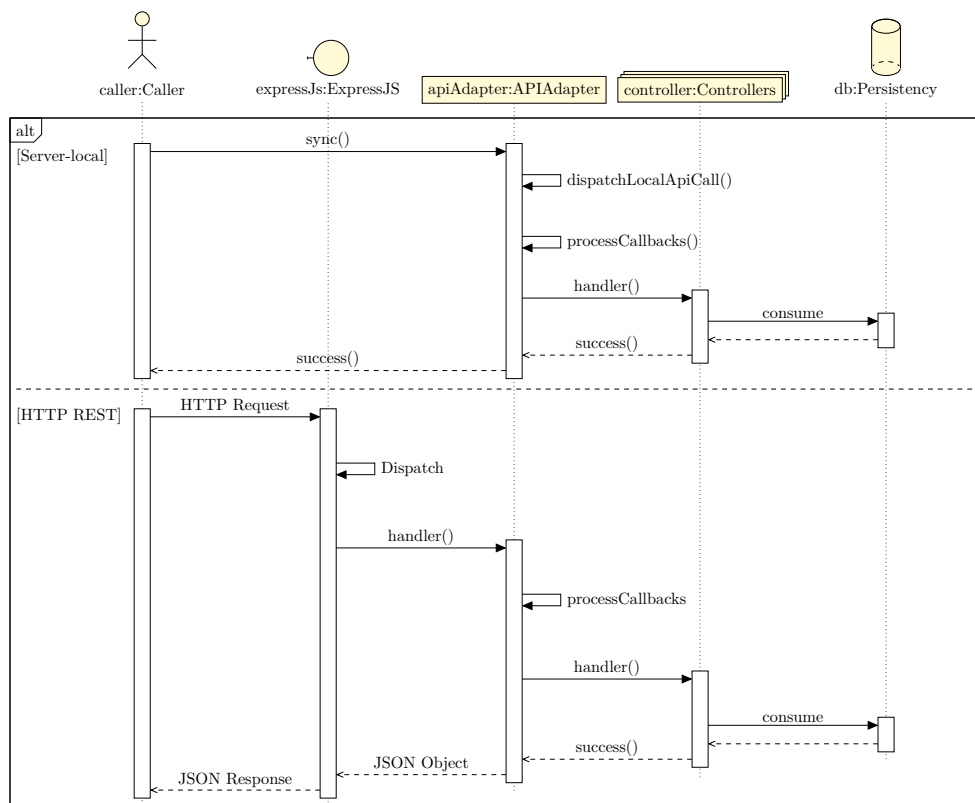 caller:Caller
expressJs:ExpressJS
apiAdapter:APIAdapter
controller:Controllers
db:Persistency
alt
[Server-local]
sync()
dispatchLocalApiCall()
processCallbacks()
handler()
consume
success()
success()
[HTTP REST]
HTTP Request
Dispatch
handler()
processCallbacks
handler()
consume
success()
JSON Object
JSON Response